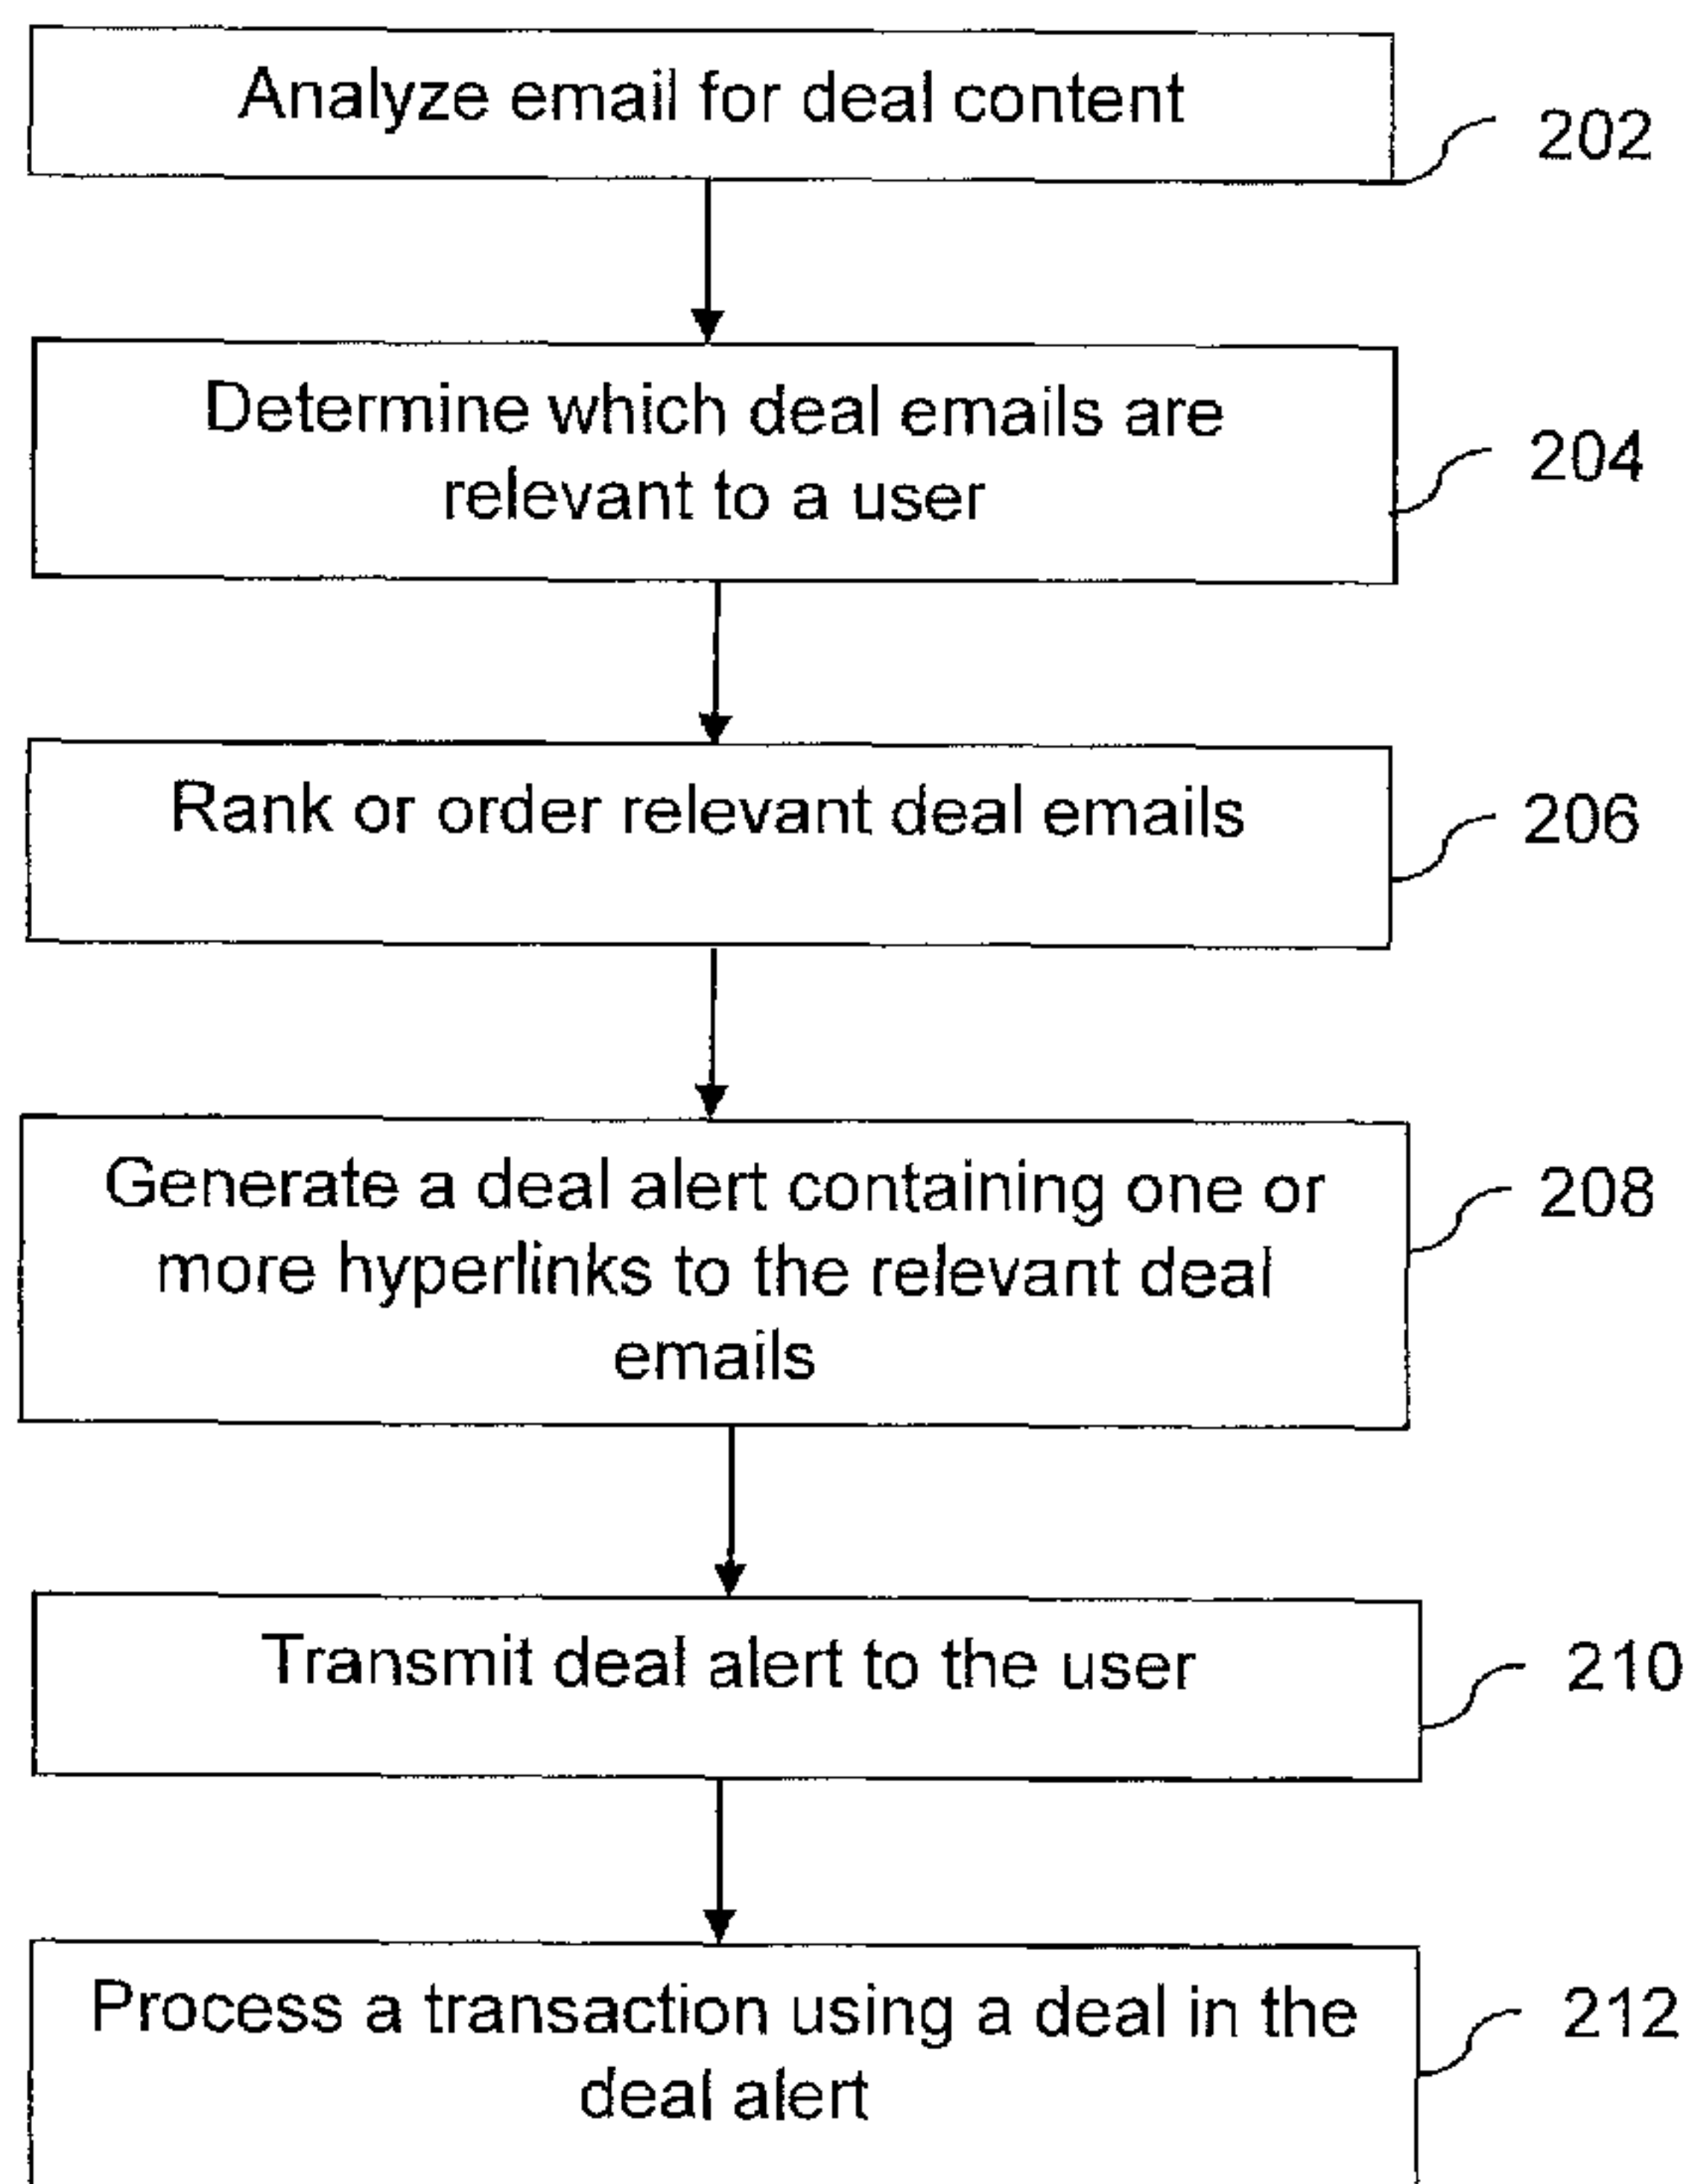 Analyze email for deal content
202
Determine which deal emails are
204
relevant to a user
Rank or order relevant deal emails
206
Generate a deal alert containing one or
208
more hyperlinks to the relevant deal
emails
Transmit deal alert to the user
210
Process a transaction using a deal in the
212
deal alert